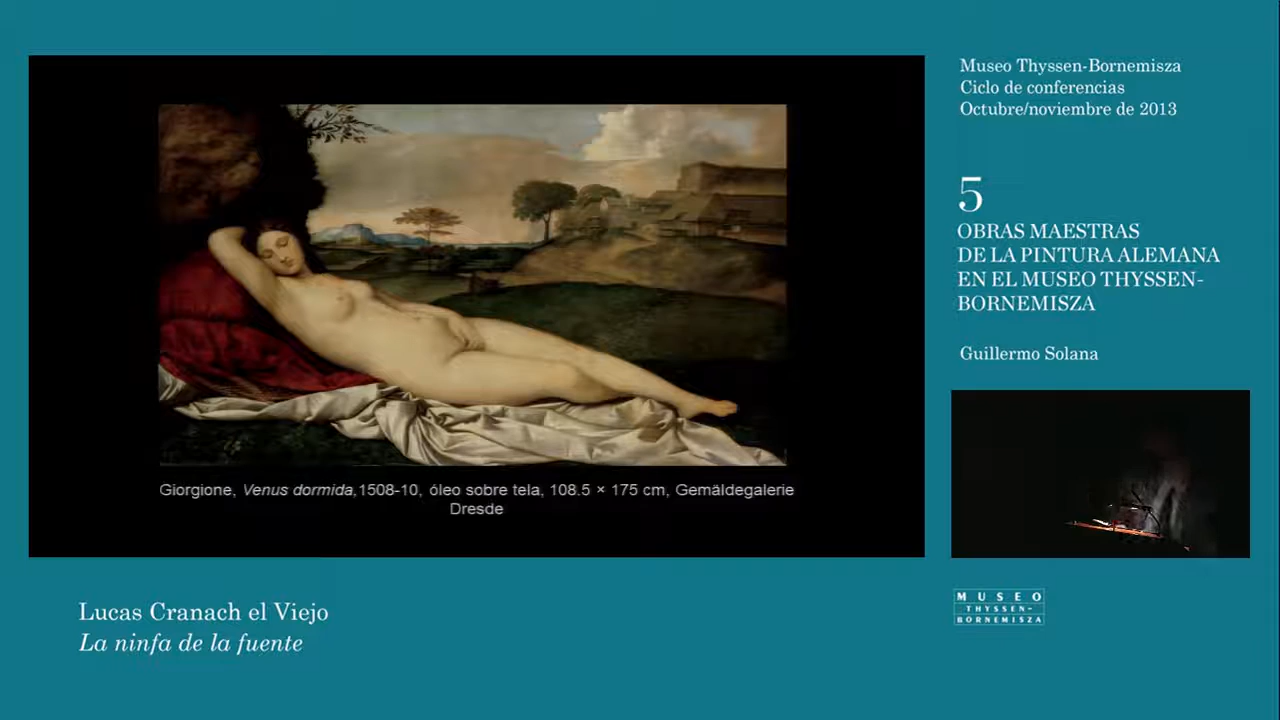 Museo Thyssen-Bornemisza
Ciclo de conferencias
Octubre/noviembre de 2013
5
OBRAS MAESTRAS
DE LA PINTURA ALEMANA
EN EL MUSEO THYSSEN-
BORNEMISZA
Guillermo Solana
Giorgione, Venus dormida,1508-10, óleo sobre tela, 108.5 × 175 cm, Gemäldegalerie
Dresde
Lucas Cranach el Viejo
La ninfa de la fuente
MUSEO
THYSSEN-
BORNEMISZA